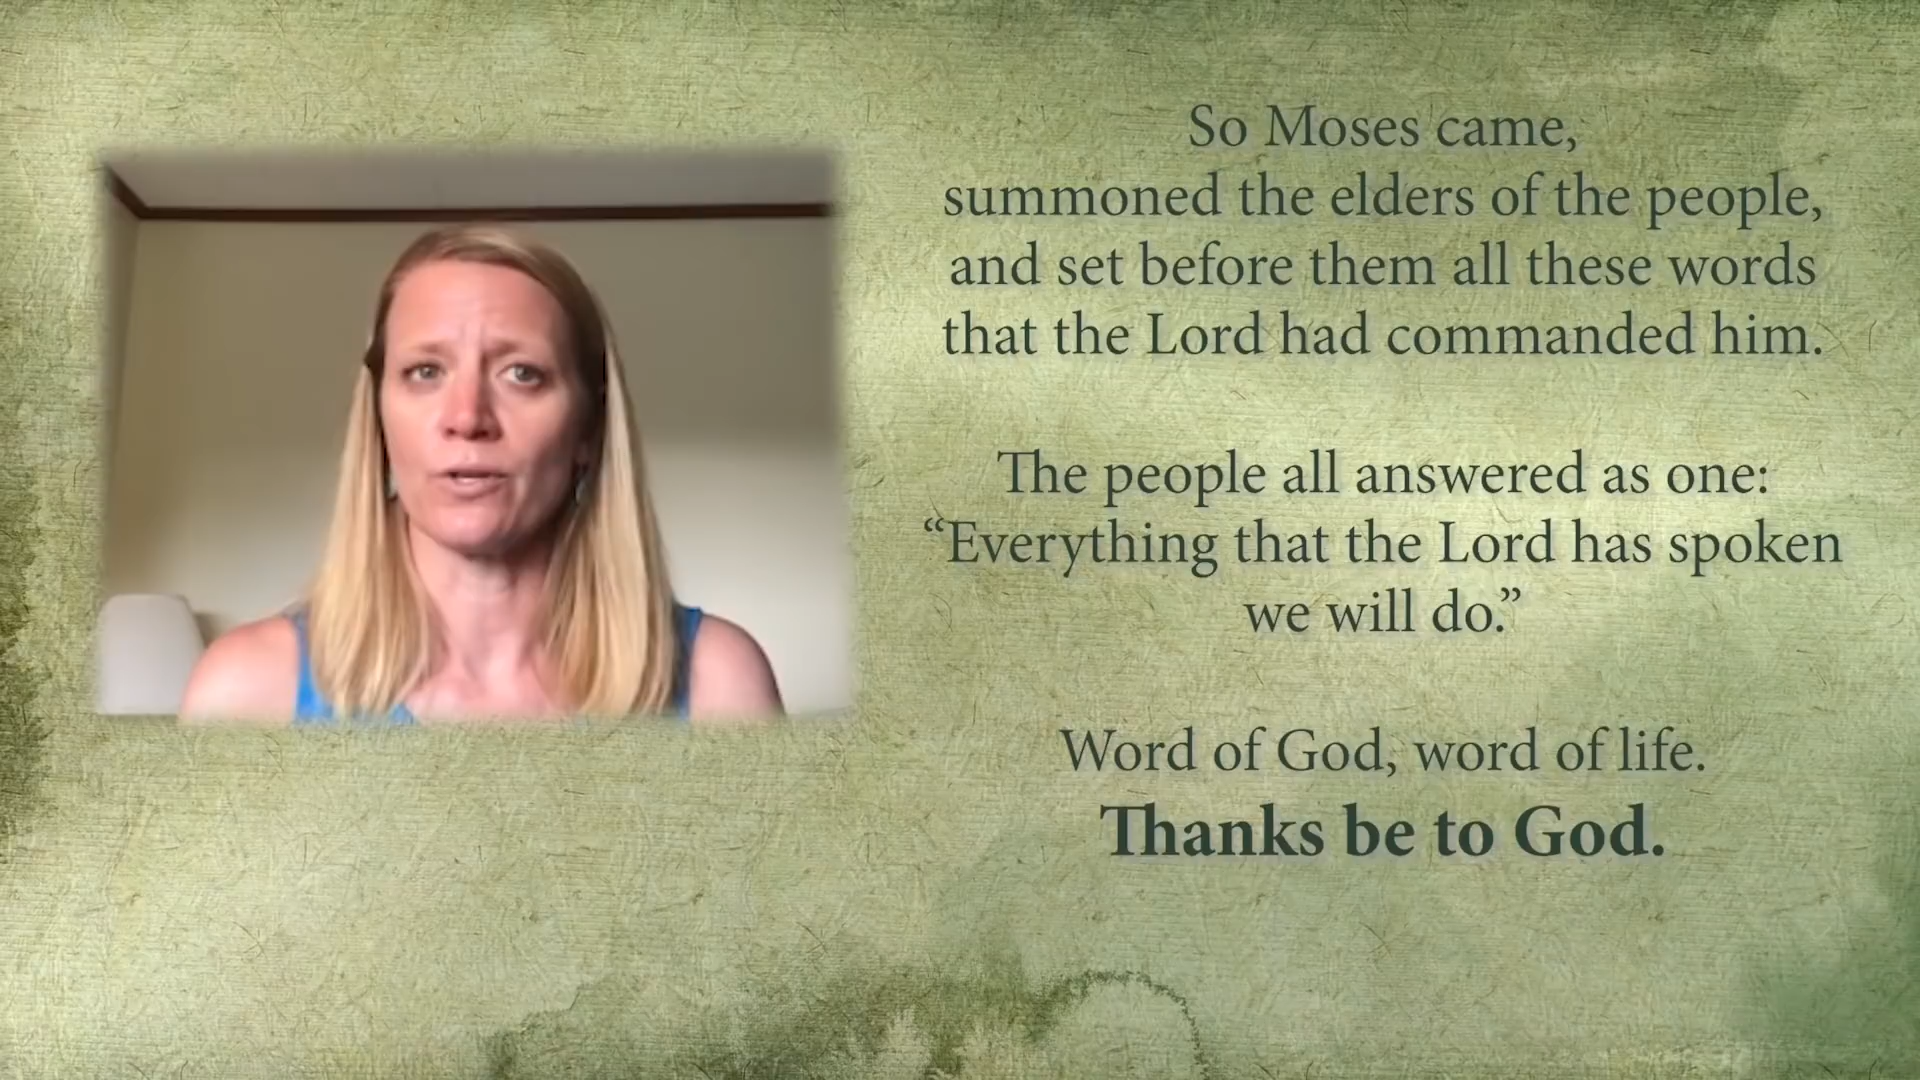 So Moses came,
summoned the elders of the people,
and set before them all these words
that the Lord had commanded him.
The people all answered as one:
“Everything that the Lord has spoken
we will do.”
Word of God, word of life.
Thanks be to God.